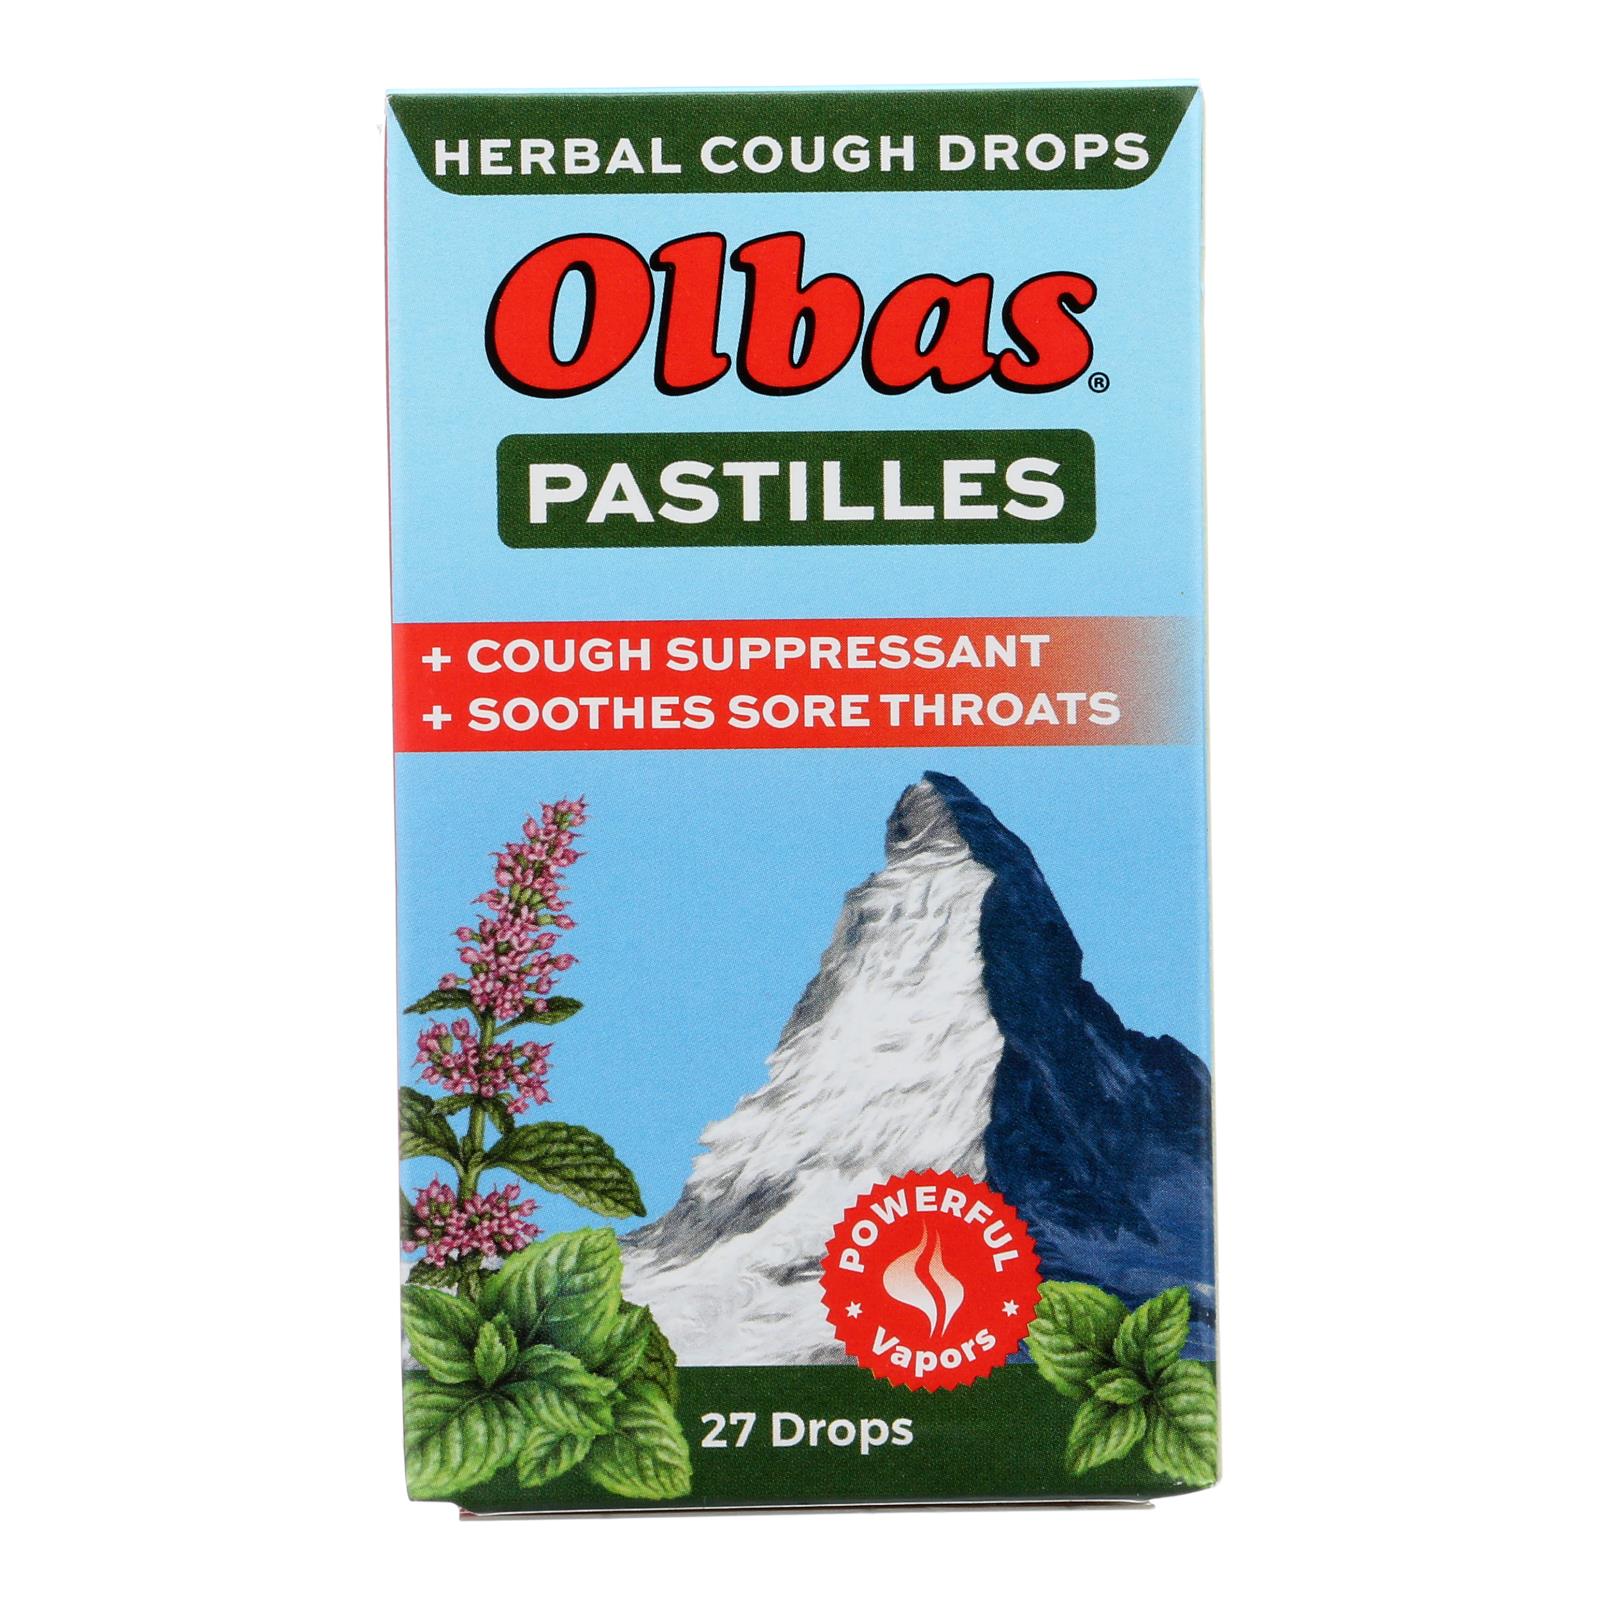 HERBAL COUGH DROPS
Olbas®
PASTILLES
+ COUGH SUPPRESSANT
+ SOOTHES SORE THROATS
POWERFUL
Vapors
27 Drops